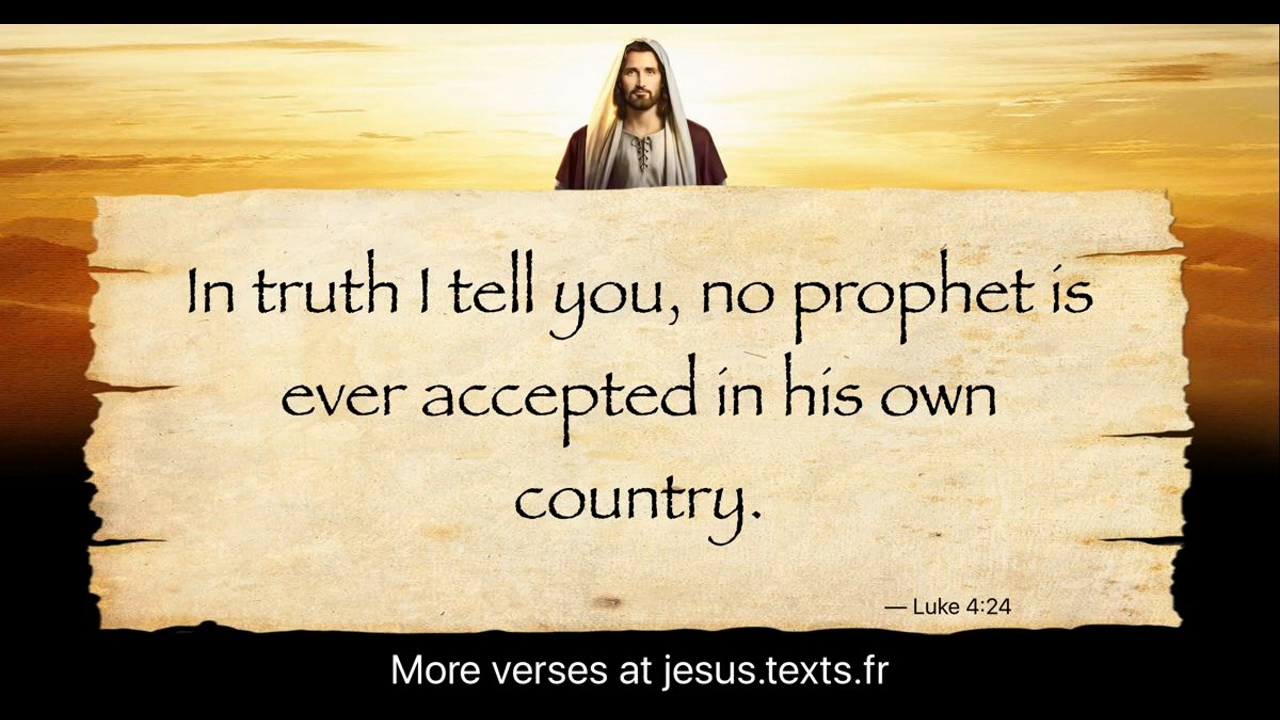 In truth I tell you, no prophet is
ever accepted in his own
country.
— Luke 4:24
More verses at jesus.texts.fr